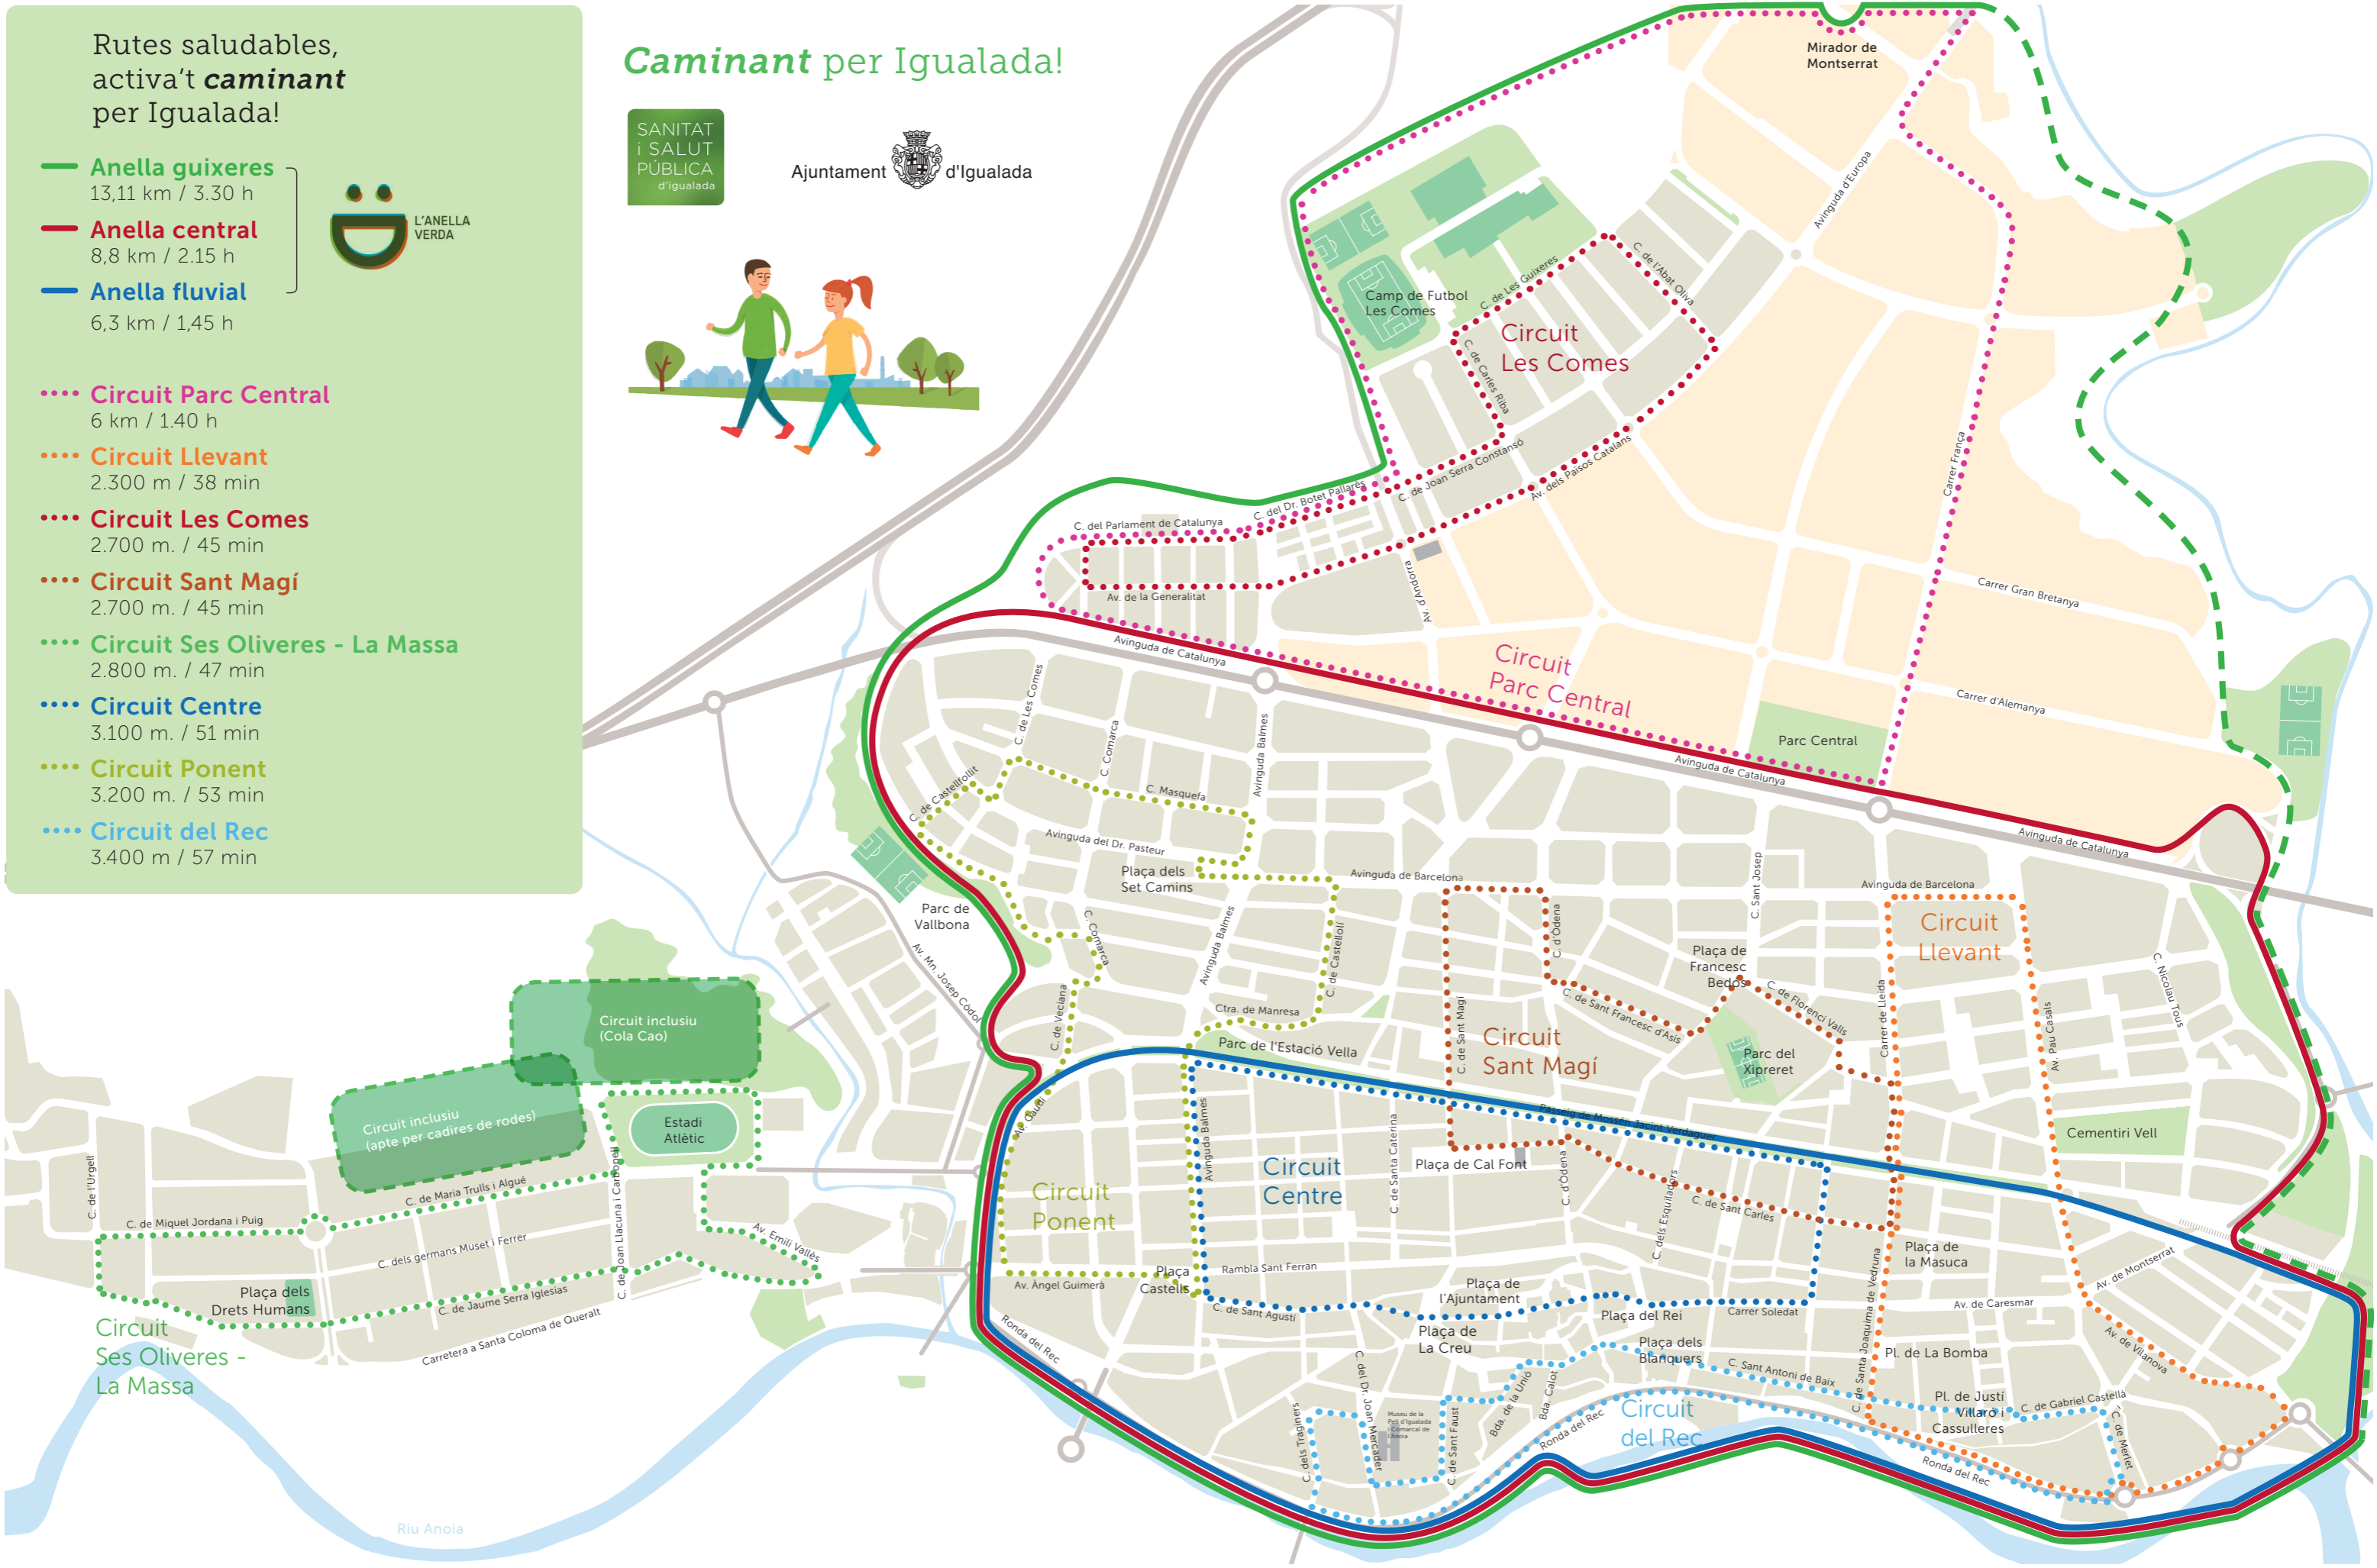 Rutes saludables,
activa't caminant
per Igualada!
Anella guixeres
13,11 km / 3.30 h
Anella central
8,8 km / 2.15 h
Anella fluvial
6,3 km / 1,45 h
L'ANELLA
VERDA
Circuit Parc Central
6 km / 1.40 h
Circuit Llevant
2.300 m / 38 min
Circuit Les Comes
2.700 m. / 45 min
Circuit Sant Magí
2.700 m. / 45 min
Circuit Ses Oliveres - La Massa
2.800 m. / 47 min
Circuit Centre
3.100 m. / 51 min
Circuit Ponent
3.200 m. / 53 min
Circuit del Rec
3.400 m / 57 min
Caminant per Igualada!
SANITAT
i SALUT
PÚBLICA
d'igualada
Ajuntament d'Igualada
Mirador de
Montserrat
Avinguda d'Europa
Camp de Futbol
Les Comes
C. de Les Guixeres
C. de l'Abat Oliva
Circuit
Les Comes
C. de Carles Riba
C. de Joan Serra Constansó
Av. dels Països Catalans
C. del Dr. Botet Pallarès
C. del Parlament de Catalunya
Av. de la Generalitat
Av. d'Andorra
Carrer França
Carrer Gran Bretanya
Carrer d'Alemanya
Circuit
Parc Central
Parc Central
Avinguda de Catalunya
Avinguda de Catalunya
Avinguda de Catalunya
C. de Les Comes
C. Comarca
Avinguda Balmes
C. de Castellfollit
C. Masquefa
Avinguda del Dr. Pasteur
Plaça dels
Set Camins
Avinguda de Barcelona
Avinguda de Barcelona
C. Sant Josep
Parc de
Vallbona
Av. Mn. Josep Còdol
C. Comarca
Avinguda Balmes
C. de Castellolí
C. d'Òdena
C. de Veciana
Ctra. de Manresa
Parc de l'Estació Vella
C. de Sant Magí
Circuit
Sant Magí
C. de Sant Francesc d'Asís
Plaça de
Francesc
Bedós
C. de Florenci Valls
Parc del
Xipreret
Carrer de Lleida
Circuit
Llevant
Av. Pau Casals
C. Nicolau Tous
Cementiri Vell
Circuit inclusiu
(Cola Cao)
Circuit inclusiu
(apte per cadires de rodes)
Estadi
Atlètic
C. de l'Urgell
C. de Maria Trulls i Algué
C. de Miquel Jordana i Puig
C. de Joan Llacuna i Carbonell
C. dels germans Muset i Ferrer
Av. Emili Vallès
Plaça dels
Drets Humans
C. de Jaume Serra Iglesias
Carretera a Santa Coloma de Queralt
Circuit
Ses Oliveres -
La Massa
Riu Anoia
Av. Gaudí
Avinguda Balmes
Circuit
Ponent
Circuit
Centre
C. de Santa Caterina
Passeig de Mossèn Jacint Verdaguer
Plaça de Cal Font
C. d'Òdena
C. dels Esquiladors
C. de Sant Carles
Av. Àngel Guimerà
Plaça
Castells
Rambla Sant Ferran
C. de Sant Agustí
Plaça de
l'Ajuntament
Plaça de
La Creu
Plaça del Rei
Carrer Soledat
Plaça dels
Blanquers
C. de Santa Joaquima de Vedruna
Plaça de
la Masuca
Av. de Montserrat
Av. de Caresmar
Av. de Vilanova
Pl. de La Bomba
C. Sant Antoni de Baix
Pl. de Justí
Villaró i
Cassulleres
C. de Gabriel Castellà
C. de Merlet
Ronda del Rec
Ronda del Rec
Ronda del Rec
C. dels Traginers
C. del Dr. Joan Mercader
Museu de la
Pell d'Igualada
i Comarcal de
l'Anoia
C. de Sant Faust
Bda. de la Unió
Bda. Calot
Circuit
del Rec